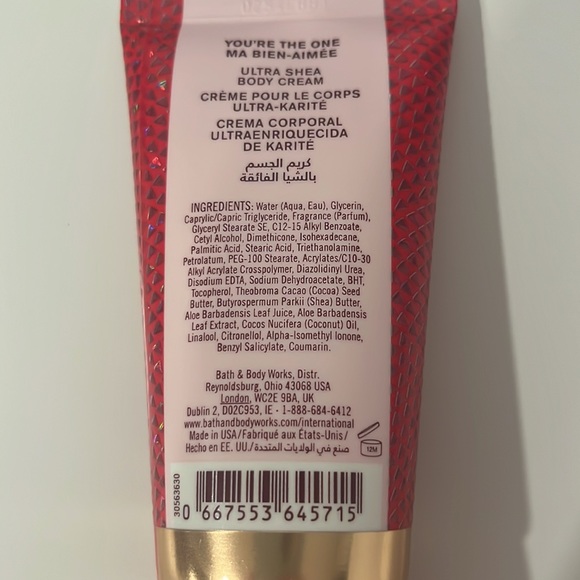 YOU'RE THE ONE
MA BIEN-AIMÉE
ULTRA SHEA
BODY CREAM
CRÈME POUR LE CORPS
ULTRA-KARITÉ
CREMA CORPORAL
ULTRAENRIQUECIDA
DE KARITÉ
كريم الجسم
بالشيا الفائقة
INGREDIENTS: Water (Aqua, Eau), Glycerin,
Caprylic/Capric Triglyceride, Fragrance (Parfum),
Glyceryl Stearate SE, C12-15 Alkyl Benzoate,
Cetyl Alcohol, Dimethicone, Isohexadecane,
Palmitic Acid, Stearic Acid, Triethanolamine,
Petrolatum, PEG-100 Stearate, Acrylates/C10-30
Alkyl Acrylate Crosspolymer, Diazolidinyl Urea,
Disodium EDTA, Sodium Dehydroacetate, BHT,
Tocopherol, Theobroma Cacao (Cocoa) Seed
Butter, Butyrospermum Parkii (Shea) Butter,
Aloe Barbadensis Leaf Juice, Aloe Barbadensis
Leaf Extract, Cocos Nucifera (Coconut) Oil,
Linalool, Citronellol, Alpha-Isomethyl Ionone,
Benzyl Salicylate, Coumarin.
Bath & Body Works, Distr.
Reynoldsburg, Ohio 43068 USA
London, WC2E 9BA, UK
Dublin 2, D02C953, IE • 1-888-684-6412
www.bathandbodyworks.com/international
Made in USA/Fabriqué aux États-Unis/
Hecho en EE. UU./صنع في الولايات المتحدة
12M
30563630
0 667553 645715